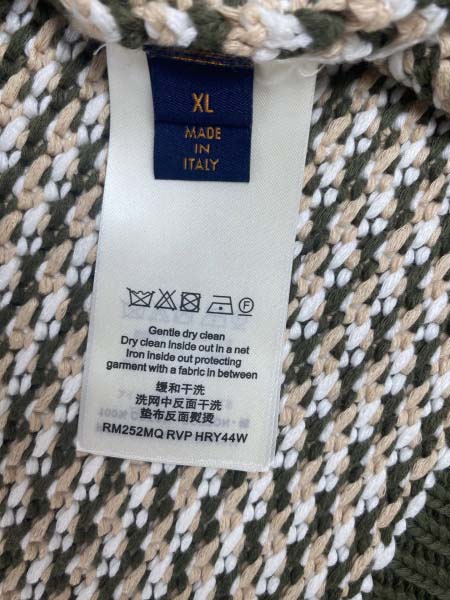 XL
MADE
IN
ITALY
Gentle dry clean
Dry clean inside out in a net
Iron inside out protecting
garment with a fabric in between
缓和干洗
洗网中反面干洗
垫布反面熨烫
RM252MQ RVP HRY44W